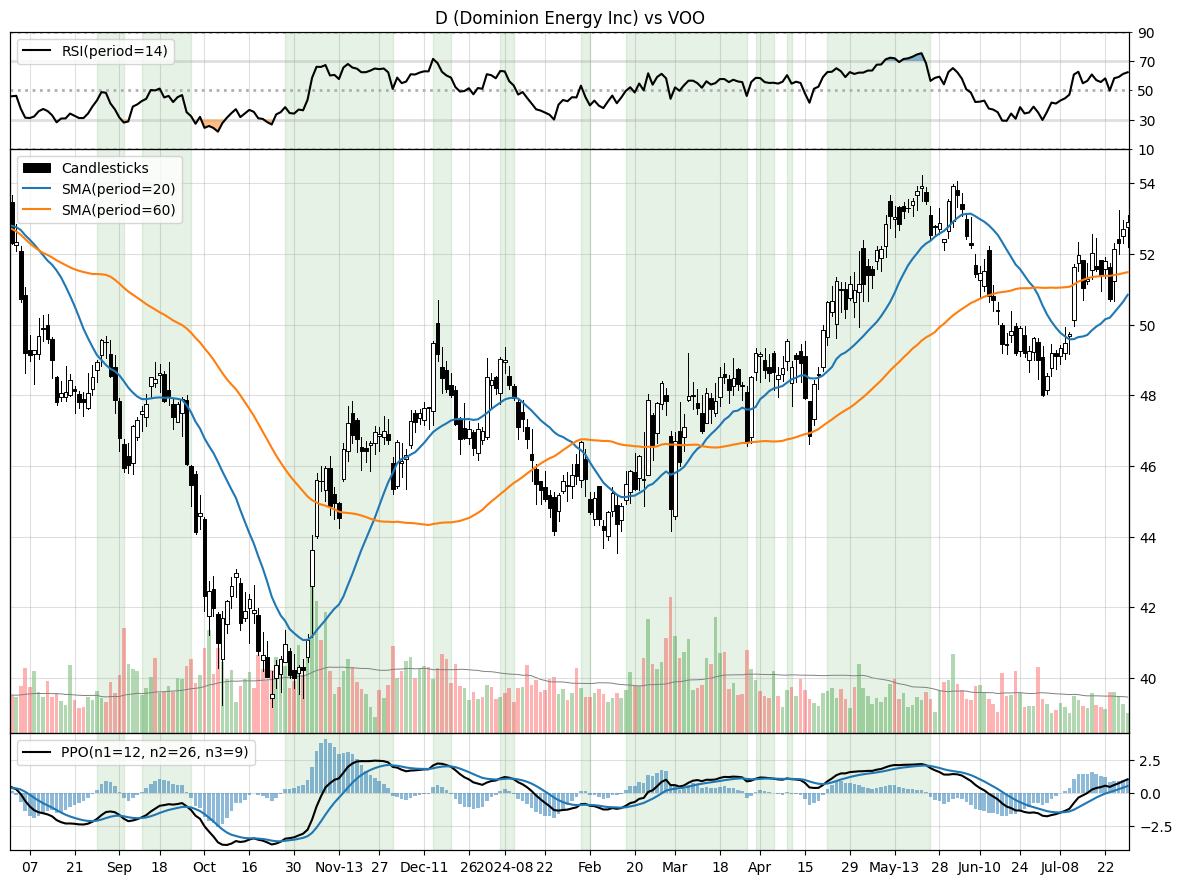 D (Dominion Energy Inc) vs VOO
RSI(period=14)
90
70
50
30
10
Candlesticks
SMA(period=20)
SMA(period=60)
54
52
50
48
46
44
42
40
PPO(n1=12, n2=26, n3=9)
2.5
0.0
−2.5
07 21 Sep 18 Oct 16 30 Nov-13 27 Dec-11 26 2024-08 22 Feb 20 Mar 18 Apr 15 29 May-13 28 Jun-10 24 Jul-08 22